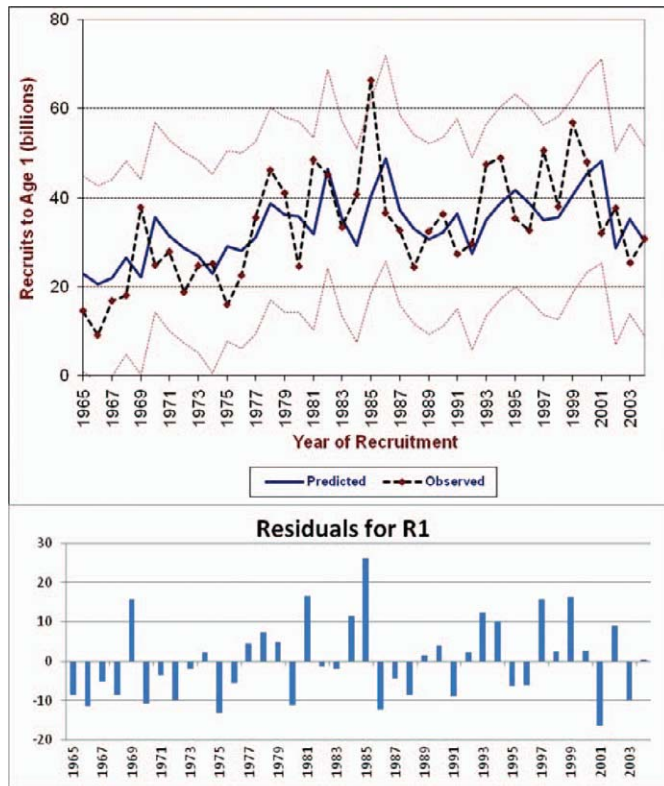 80
60
40
20
0
Recruits to Age 1 (billions)
1965 1967 1969 1971 1973 1975 1977 1979 1981 1983 1985 1987 1989 1991 1993 1995 1997 1999 2001 2003
Year of Recruitment
Predicted Observed
Residuals for R1
30
20
10
0
-10
-20
1965 1967 1969 1971 1973 1975 1977 1979 1981 1983 1985 1987 1989 1991 1993 1995 1997 1999 2001 2003